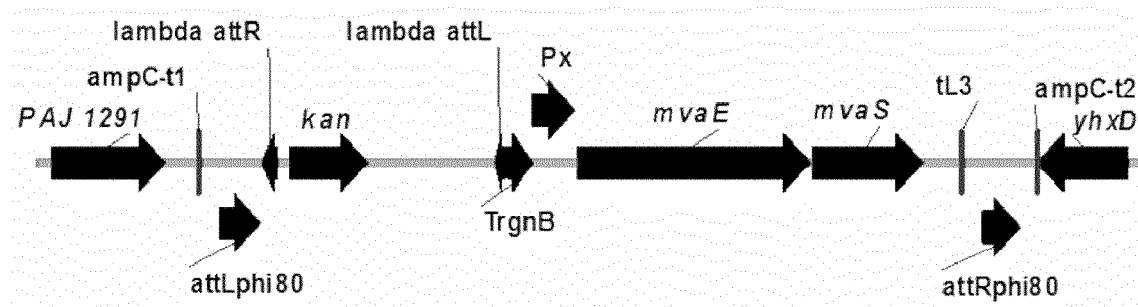 lambda attR
lambda attL
Px
ampC-t1
tL3
ampC-t2
PAJ 1291
kan
mvaE
mvaS
yhxD
TrgnB
attLphi80
attRphi80